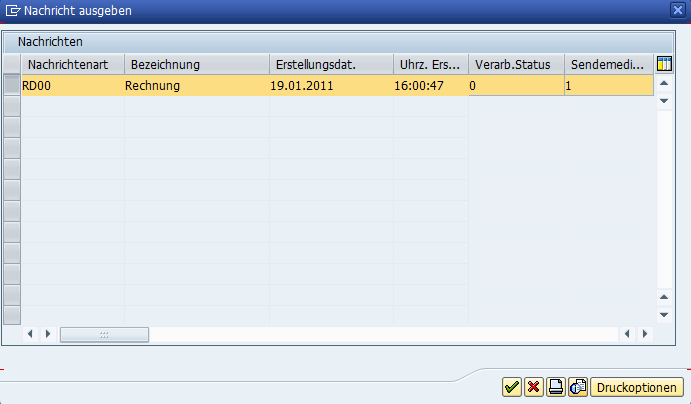 Nachricht ausgeben
Nachrichten
Nachrichtenart Bezeichnung Erstellungsdat. Uhrz. Ers... Verarb.Status Sendemedi...
RD00 Rechnung 19.01.2011 16:00:47 0 1
Druckoptionen